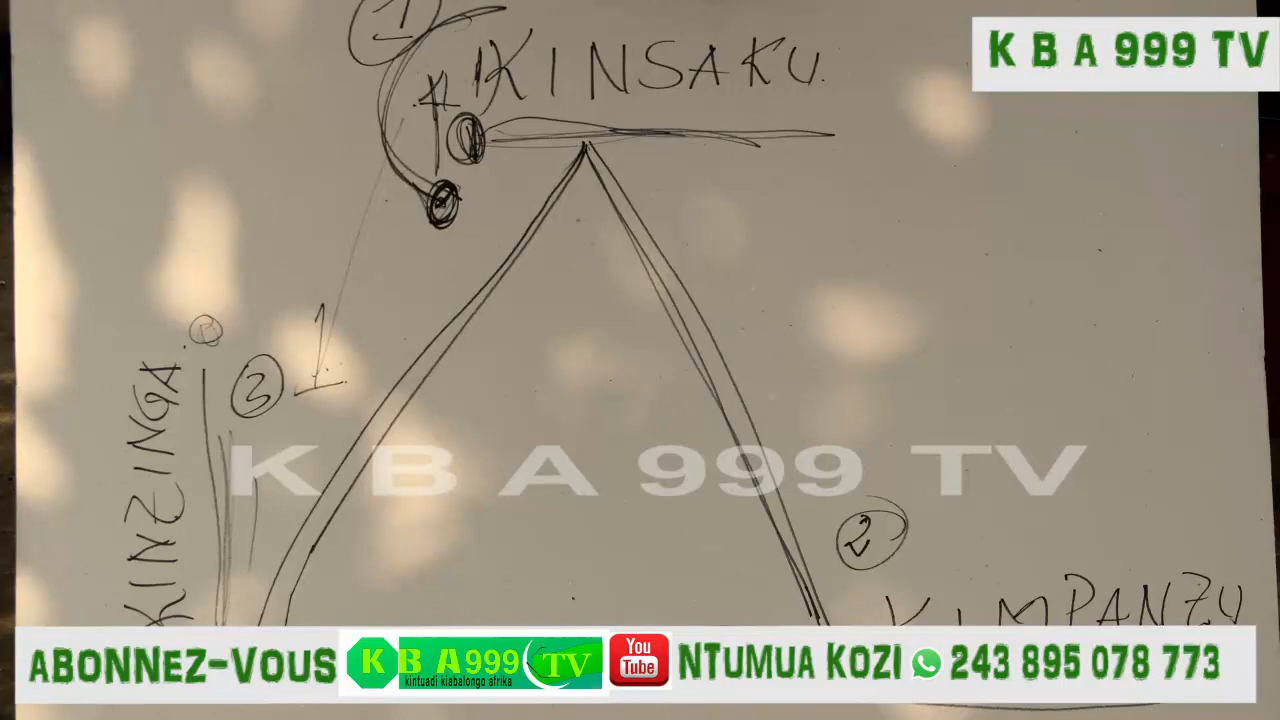 K B A 999 TV
1
KINSAKU.
1
3
KINZINGA.
K B A 999 TV
2
KIMPANZU
ABONNEZ-VOUS K B A 999 TV kintuadi kiabalongo afrika You Tube NTUMUA KOZI 243 895 078 773